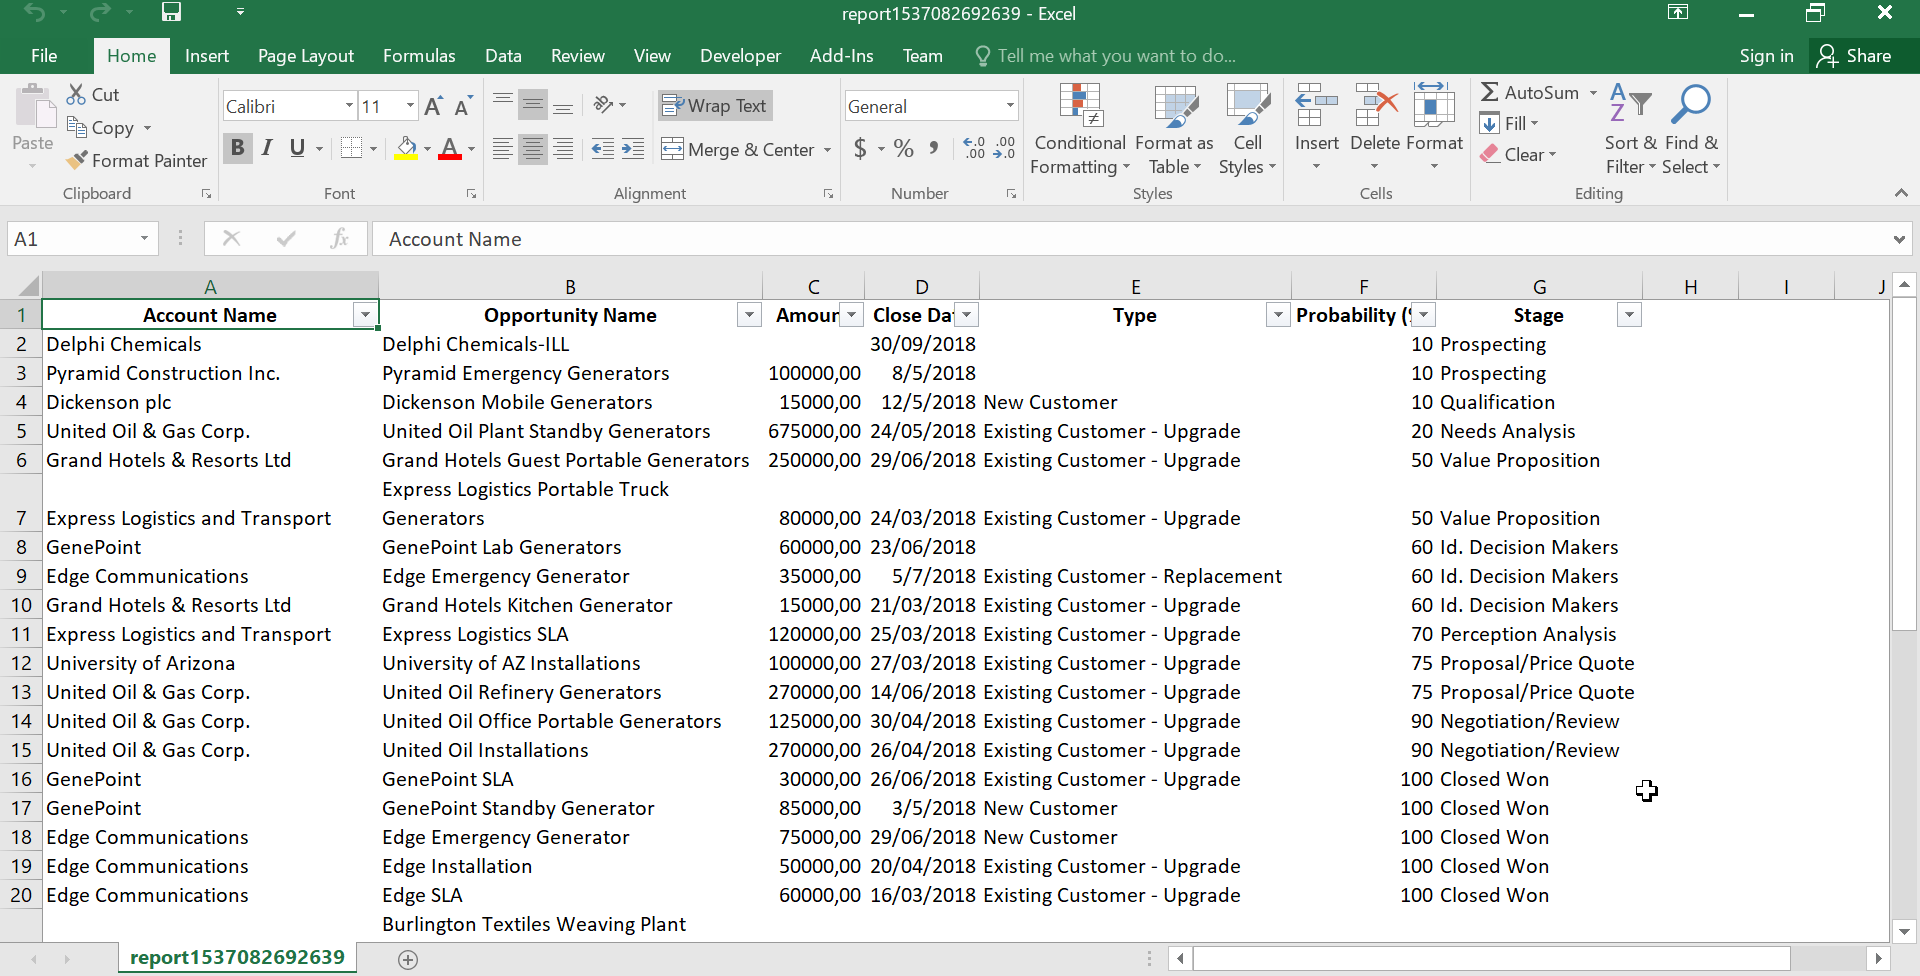 report1537082692639 - Excel
File Home Insert Page Layout Formulas Data Review View Developer Add-Ins Team Tell me what you want to do... Sign in Share
Paste Cut Copy Format Painter
Calibri 11
B I U A
Wrap Text
Merge & Center
General
$ % ,
Conditional Formatting Format as Table Cell Styles
Insert Delete Format
AutoSum Fill Clear
Sort & Filter Find & Select
Clipboard Font Alignment Number Styles Cells Editing
A1 fx Account Name
A B C D E F G H I J
1 Account Name Opportunity Name Amour Close Da Type Probability ( Stage
2 Delphi Chemicals Delphi Chemicals-ILL 30/09/2018 10 Prospecting
3 Pyramid Construction Inc. Pyramid Emergency Generators 100000,00 8/5/2018 10 Prospecting
4 Dickenson plc Dickenson Mobile Generators 15000,00 12/5/2018 New Customer 10 Qualification
5 United Oil & Gas Corp. United Oil Plant Standby Generators 675000,00 24/05/2018 Existing Customer - Upgrade 20 Needs Analysis
6 Grand Hotels & Resorts Ltd Grand Hotels Guest Portable Generators 250000,00 29/06/2018 Existing Customer - Upgrade 50 Value Proposition
Express Logistics Portable Truck
7 Express Logistics and Transport Generators 80000,00 24/03/2018 Existing Customer - Upgrade 50 Value Proposition
8 GenePoint GenePoint Lab Generators 60000,00 23/06/2018 60 Id. Decision Makers
9 Edge Communications Edge Emergency Generator 35000,00 5/7/2018 Existing Customer - Replacement 60 Id. Decision Makers
10 Grand Hotels & Resorts Ltd Grand Hotels Kitchen Generator 15000,00 21/03/2018 Existing Customer - Upgrade 60 Id. Decision Makers
11 Express Logistics and Transport Express Logistics SLA 120000,00 25/03/2018 Existing Customer - Upgrade 70 Perception Analysis
12 University of Arizona University of AZ Installations 100000,00 27/03/2018 Existing Customer - Upgrade 75 Proposal/Price Quote
13 United Oil & Gas Corp. United Oil Refinery Generators 270000,00 14/06/2018 Existing Customer - Upgrade 75 Proposal/Price Quote
14 United Oil & Gas Corp. United Oil Office Portable Generators 125000,00 30/04/2018 Existing Customer - Upgrade 90 Negotiation/Review
15 United Oil & Gas Corp. United Oil Installations 270000,00 26/04/2018 Existing Customer - Upgrade 90 Negotiation/Review
16 GenePoint GenePoint SLA 30000,00 26/06/2018 Existing Customer - Upgrade 100 Closed Won
17 GenePoint GenePoint Standby Generator 85000,00 3/5/2018 New Customer 100 Closed Won
18 Edge Communications Edge Emergency Generator 75000,00 29/06/2018 New Customer 100 Closed Won
19 Edge Communications Edge Installation 50000,00 20/04/2018 Existing Customer - Upgrade 100 Closed Won
20 Edge Communications Edge SLA 60000,00 16/03/2018 Existing Customer - Upgrade 100 Closed Won
Burlington Textiles Weaving Plant
report1537082692639